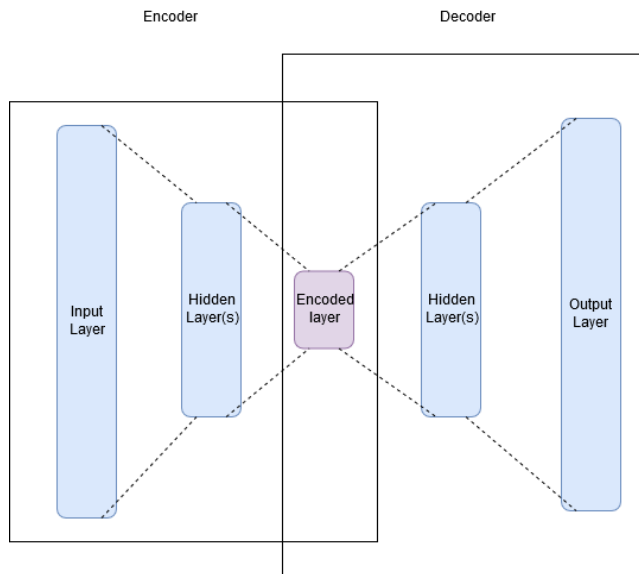 Encoder
Decoder
Input
Layer
Hidden
Layer(s)
Encoded
layer
Hidden
Layer(s)
Output
Layer